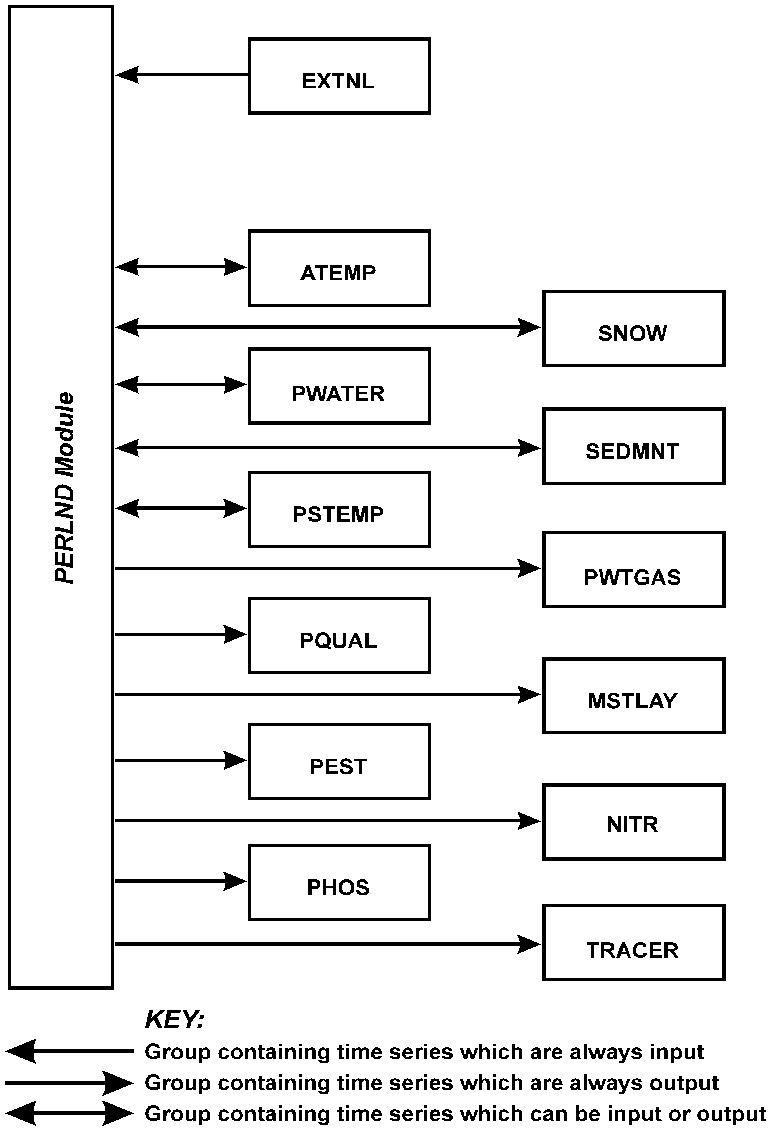 EXTNL
ATEMP
SNOW
PWATER
SEDMNT
PSTEMP
PERLND Module
PWTGAS
PQUAL
MSTLAY
PEST
NITR
PHOS
TRACER
KEY:
Group containing time series which are always input
Group containing time series which are always output
Group containing time series which can be input or output